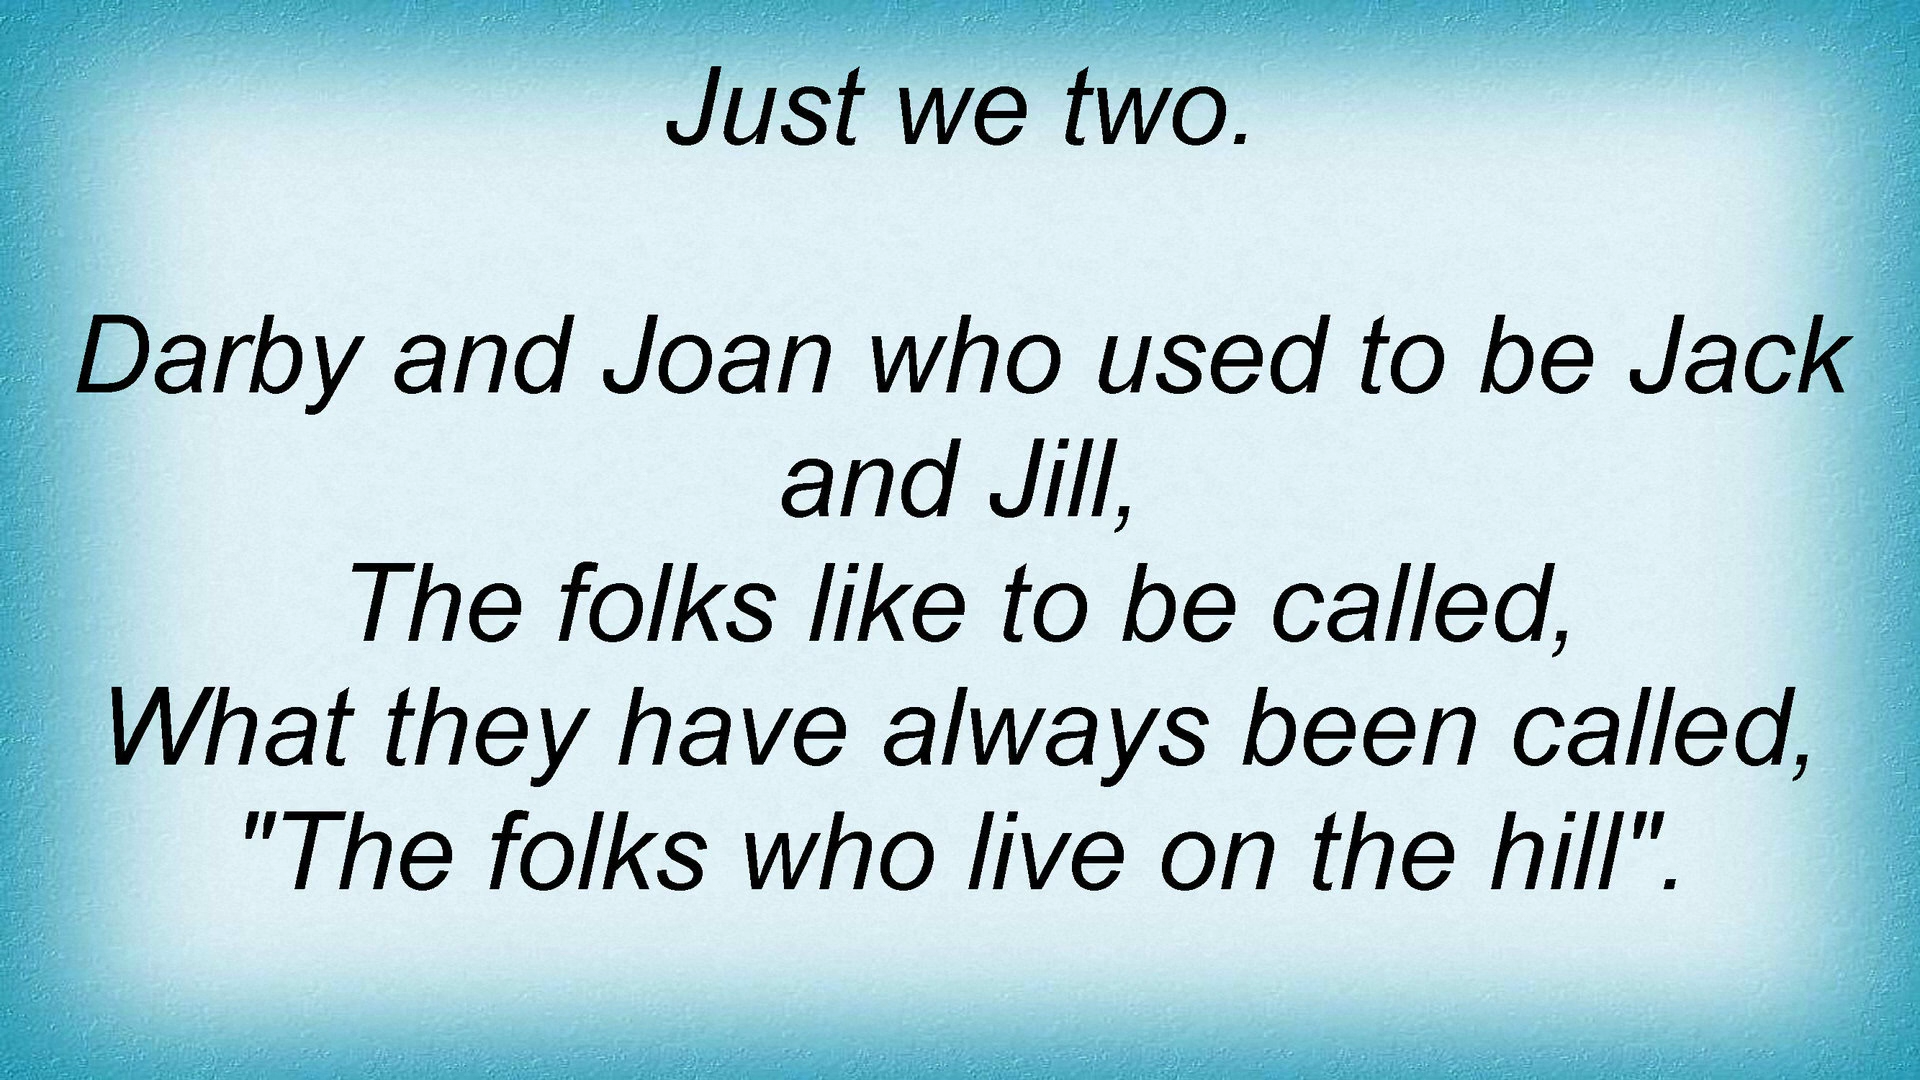 Just we two.
Darby and Joan who used to be Jack
and Jill,
The folks like to be called,
What they have always been called,
"The folks who live on the hill".